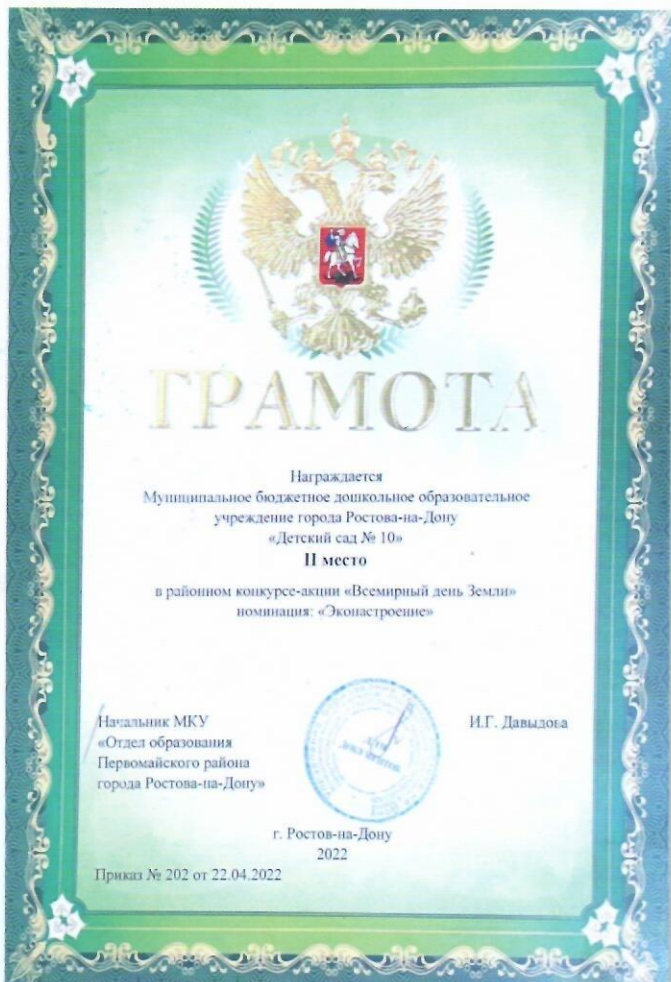 ГРАМОТА
Награждается
Муниципальное бюджетное дошкольное образовательное
учреждение города Ростова-на-Дону
«Детский сад № 10»
II место
в районном конкурсе-акции «Всемирный день Земли»
номинация: «Эконастроение»
Начальник МКУ
«Отдел образования
Первомайского района
города Ростова-на-Дону»
И.Г. Давыдова
для
документов
г. Ростов-на-Дону
2022
Приказ № 202 от 22.04.2022